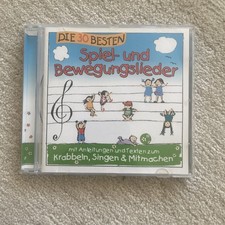 DIE 30 BESTEN
Spiel- und
Bewegungslieder
mit Anleitungen und Texten zum
Krabbeln, Singen & Mitmachen